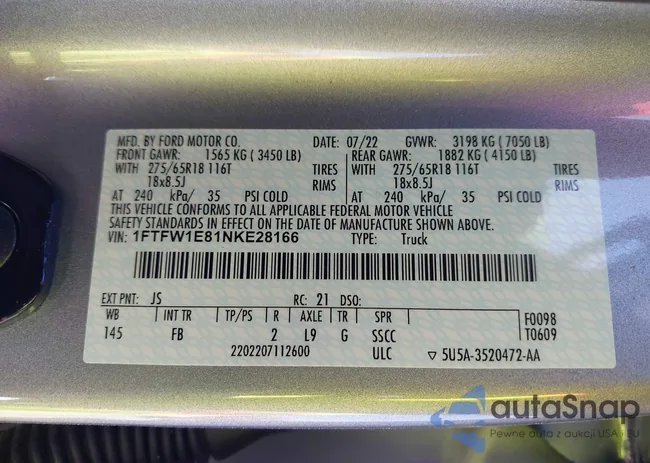 MFD. BY FORD MOTOR CO. DATE: 07/22 GVWR: 3198 KG ( 7050 LB)
FRONT GAWR: 1565 KG ( 3450 LB) REAR GAWR: 1882 KG ( 4150 LB)
WITH 275/65R18 116T TIRES WITH 275/65R18 116T TIRES
18x8.5J RIMS 18x8.5J RIMS
AT 240 kPa/ 35 PSI COLD AT 240 kPa/ 35 PSI COLD
THIS VEHICLE CONFORMS TO ALL APPLICABLE FEDERAL MOTOR VEHICLE
SAFETY STANDARDS IN EFFECT ON THE DATE OF MANUFACTURE SHOWN ABOVE.
VIN: 1FTFW1E81NKE28166 TYPE: Truck
EXT PNT: JS RC: 21 DSO:
WB INT TR TP/PS R AXLE TR SPR F0098
145 FB 2 L9 G SSCC T0609
2202207112600 ULC ▽ 5U5A-3520472-AA
autaSnap
Pewne auto z aukcji USA i EU